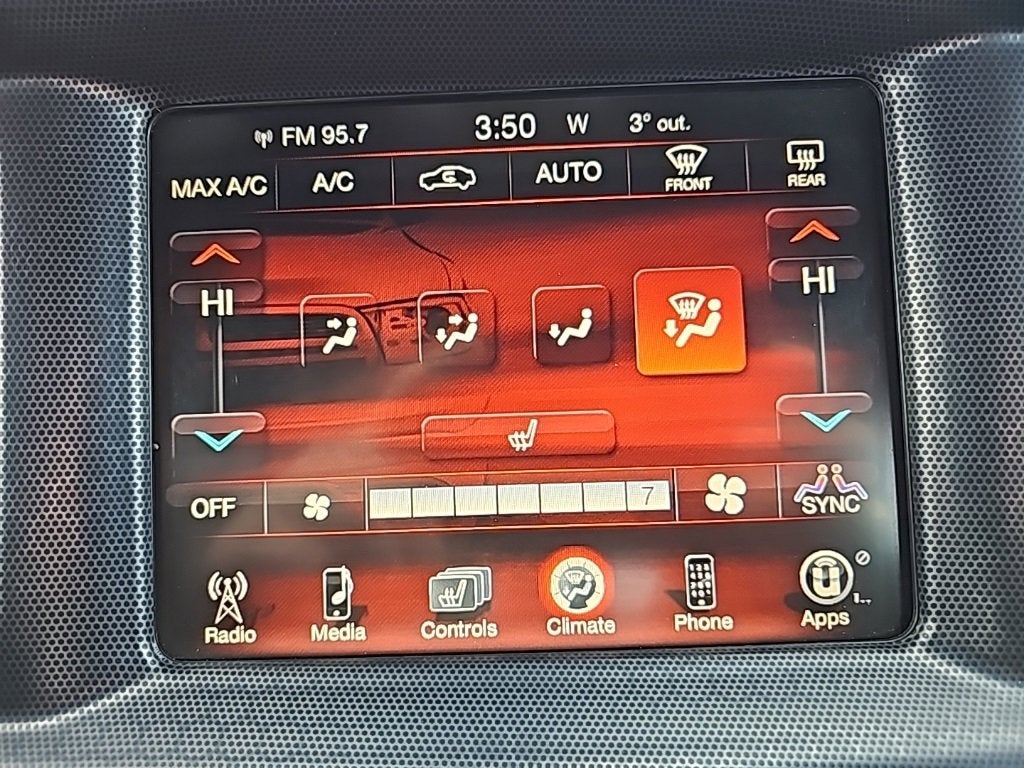 FM 95.7 3:50 W 3° out.
MAX A/C A/C AUTO FRONT REAR
HI HI
OFF 7 SYNC
Radio Media Controls Climate Phone Apps